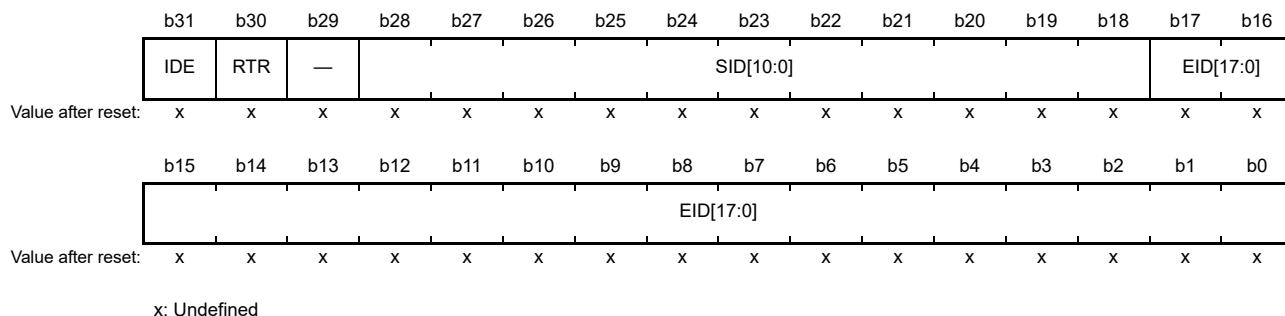 b31 b30 b29 b28 b27 b26 b25 b24 b23 b22 b21 b20 b19 b18 b17 b16
IDE RTR — SID[10:0] EID[17:0]
Value after reset: x x x x x x x x x x x x x x x x
b15 b14 b13 b12 b11 b10 b9 b8 b7 b6 b5 b4 b3 b2 b1 b0
EID[17:0]
Value after reset: x x x x x x x x x x x x x x x x
x: Undefined